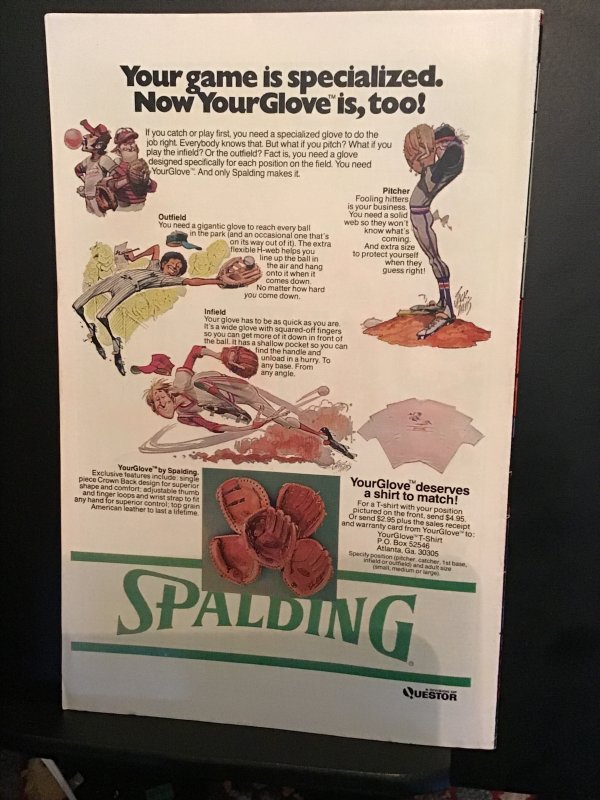 Your game is specialized.
Now YourGlove™ is, too!
If you catch or play first, you need a specialized glove to do the
job right. Everybody knows that. But what if you pitch? What if you
play the infield? Or the outfield? Fact is, you need a glove
designed specifically for each position on the field. You need
YourGlove™. And only Spalding makes it.
Pitcher
Fooling hitters
is your business.
You need a solid
web so they won't
know what's
coming.
And extra size
to protect yourself
when they
guess right!
Outfield
You need a gigantic glove to reach every ball
in the park (and an occasional one that's
on its way out of it). The extra
flexible H-web helps you
line up the ball in
the air and hang
onto it when it
comes down.
No matter how hard
you come down.
Infield
Your glove has to be as quick as you are.
It's a wide glove with squared-off fingers
so you can get more of it down in front of
the ball. It has a shallow pocket so you can
find the handle and
unload in a hurry. To
any base. From
any angle.
YourGlove™ by Spalding.
Exclusive features include: single
piece Crown Back design for superior
shape and comfort: adjustable thumb
and finger loops and wrist strap to fit
any hand for superior control: top grain
American leather to last a lifetime.
YourGlove™ deserves
a shirt to match!
For a T-shirt with your position
pictured on the front, send $4.95.
Or send $2.95 plus the sales receipt
and warranty card from YourGlove™ to:
YourGlove™ T-Shirt
P.O. Box 52546
Atlanta, Ga. 30305
Specify position (pitcher, catcher, 1st base,
infield or outfield) and adult size
(small, medium or large).
SPALDING®
A DIVISION OF
QUESTOR